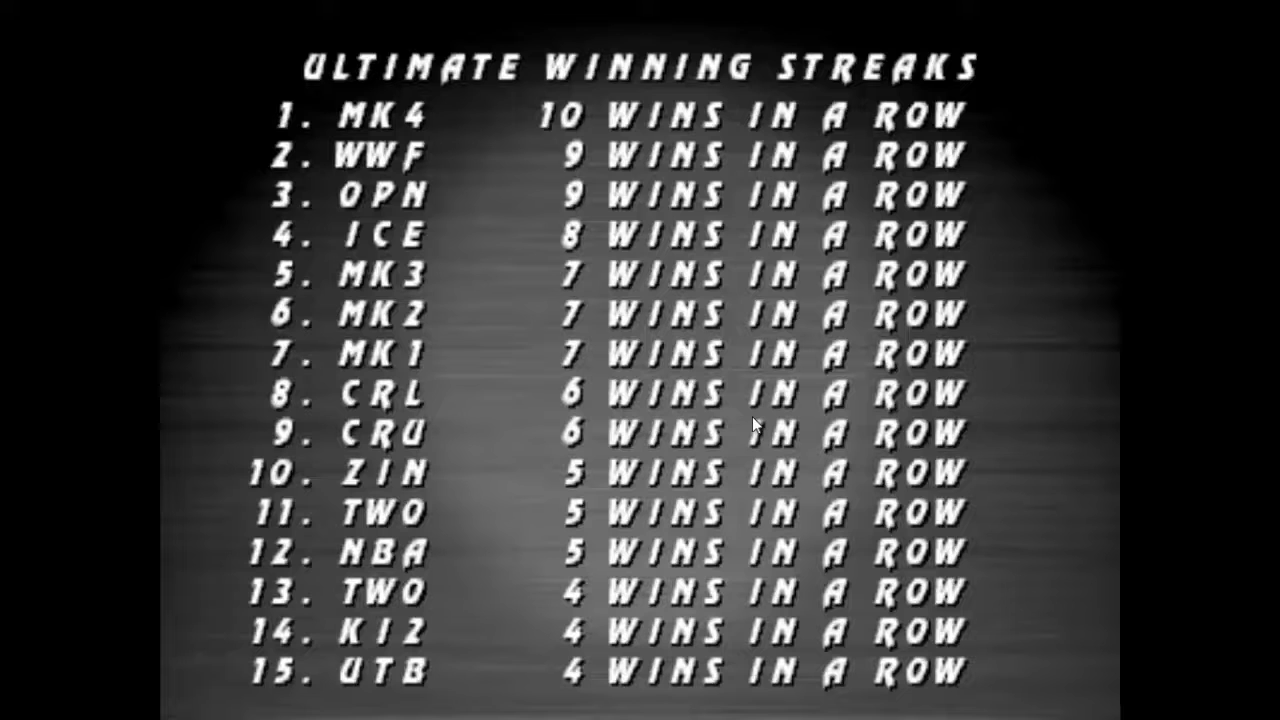 ULTIMATE WINNING STREAKS
1. MK4 10 WINS IN A ROW
2. WWF 9 WINS IN A ROW
3. OPN 9 WINS IN A ROW
4. ICE 8 WINS IN A ROW
5. MK3 7 WINS IN A ROW
6. MK2 7 WINS IN A ROW
7. MK1 7 WINS IN A ROW
8. CRL 6 WINS IN A ROW
9. CRU 6 WINS IN A ROW
10. ZIN 5 WINS IN A ROW
11. TWO 5 WINS IN A ROW
12. NBA 5 WINS IN A ROW
13. TWO 4 WINS IN A ROW
14. KI2 4 WINS IN A ROW
15. UTB 4 WINS IN A ROW